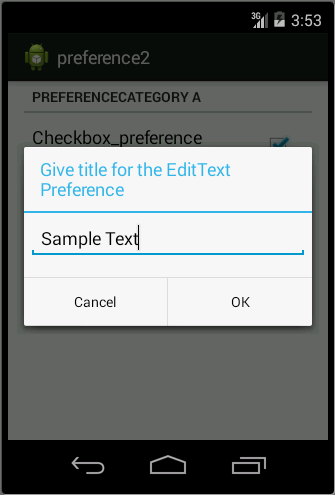 3G 3:53
preference2
PREFERENCECATEGORY A
Checkbox_preference
Give title for the EditText
Preference
Sample Text
Cancel OK